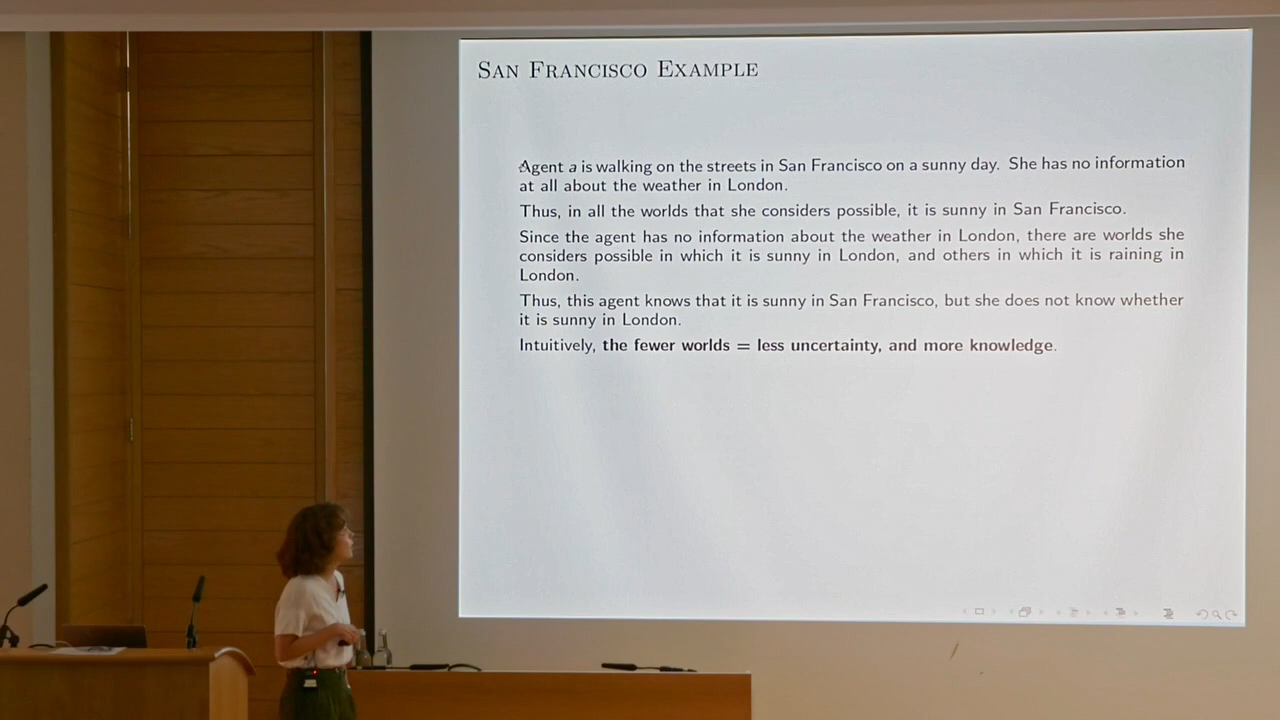 San Francisco Example
Agent a is walking on the streets in San Francisco on a sunny day. She has no information
at all about the weather in London.
Thus, in all the worlds that she considers possible, it is sunny in San Francisco.
Since the agent has no information about the weather in London, there are worlds she
considers possible in which it is sunny in London, and others in which it is raining in
London.
Thus, this agent knows that it is sunny in San Francisco, but she does not know whether
it is sunny in London.
Intuitively, the fewer worlds = less uncertainty, and more knowledge.